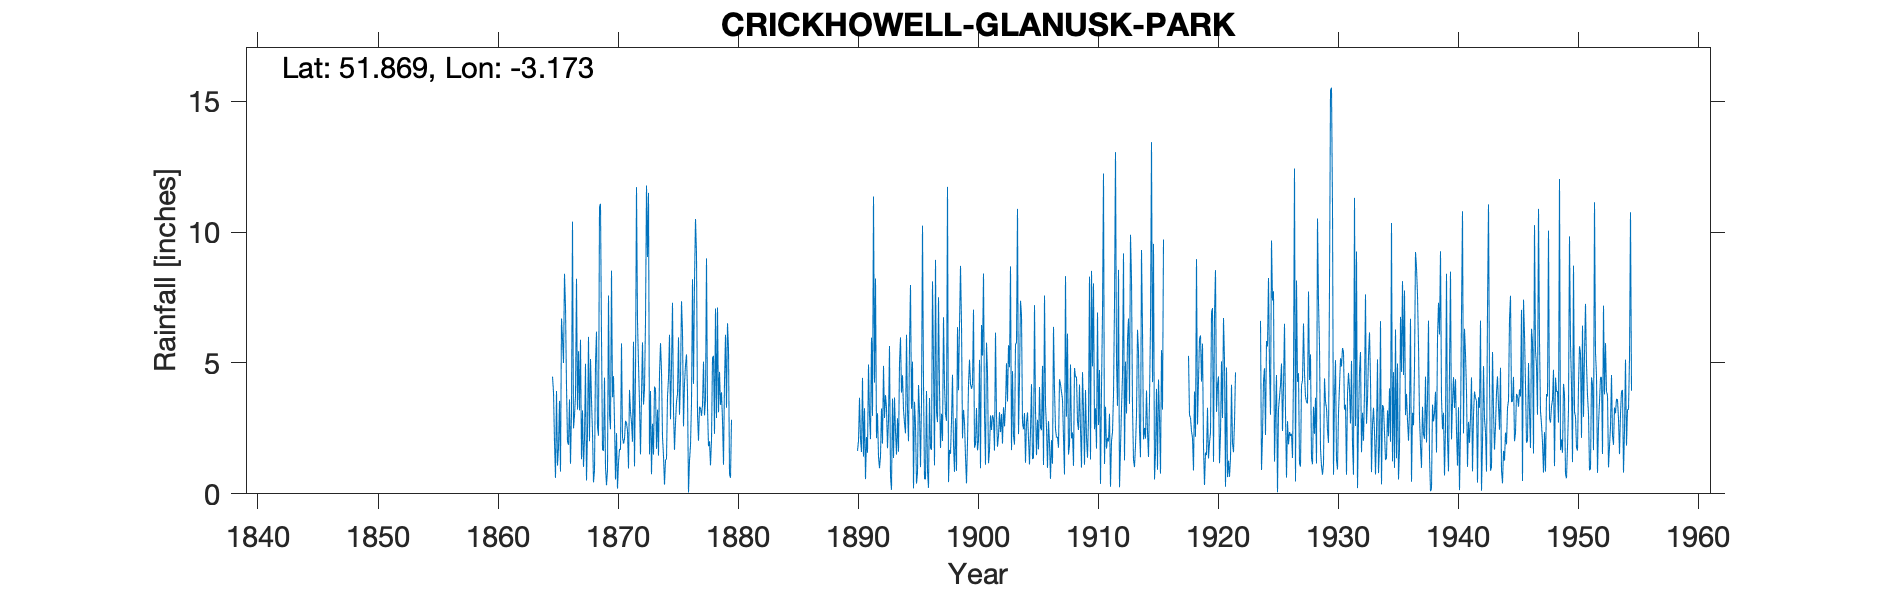 CRICKHOWELL-GLANUSK-PARK
Lat: 51.869, Lon: -3.173
15
10
5
0
Rainfall [inches]
1840 1850 1860 1870 1880 1890 1900 1910 1920 1930 1940 1950 1960
Year